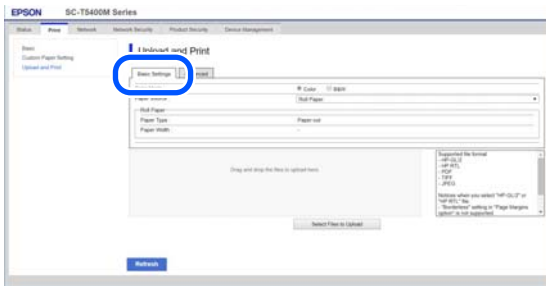 EPSON SC-T5400M Series
Status Print Network Network Security Product Security Device Management
Basic
Custom Paper Setting
Upload and Print
Upload and Print
Basic Settings
Color B&W
Roll Paper
Roll Paper
Paper Type Paper out
Paper Width -
Drag and drop the files to upload here.
Supported file format
- HP-GL/2
- HP RTL
- PDF
- TIFF
- JPEG
Notices when you select "HP-GL/2" or
"HP RTL" file
- "Borderless" setting in "Page Margins
option" is not supported.
Select Files to Upload
Refresh